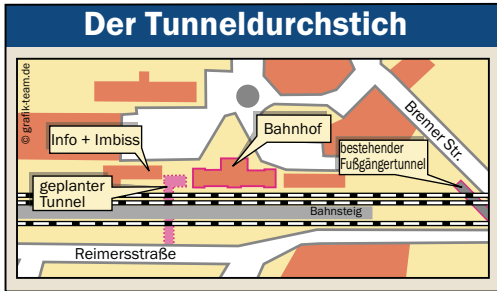 Der Tunneldurchstich
© grafik-team.de
Info + Imbiss
Bahnhof
bestehender
Fußgängertunnel
Bremer Str.
geplanter
Tunnel
Bahnsteig
Reimersstraße